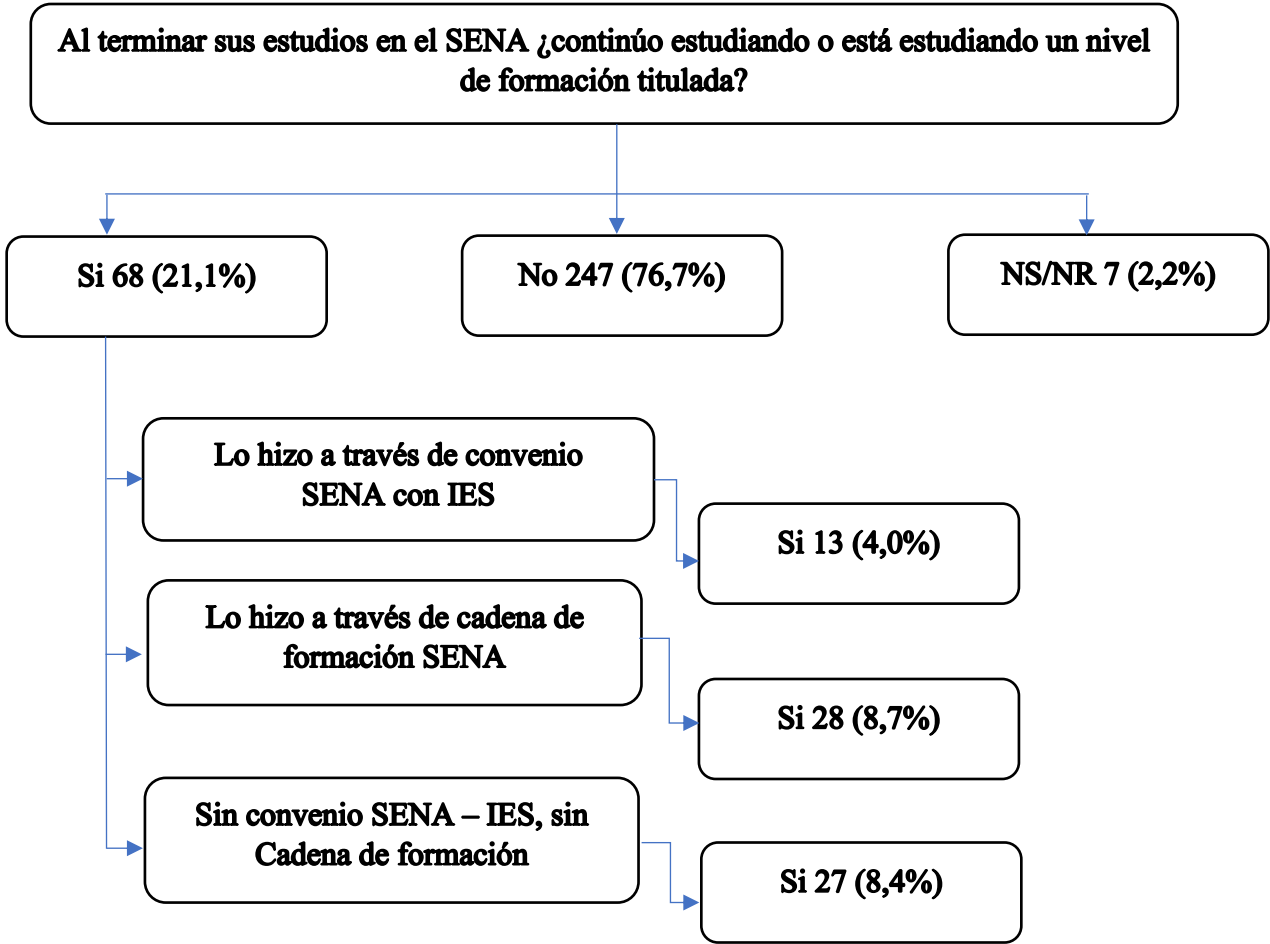 Al terminar sus estudios en el SENA ¿continúo estudiando o está estudiando un nivel
de formación titulada?
Si 68 (21,1%)
No 247 (76,7%)
NS/NR 7 (2,2%)
Lo hizo a través de convenio
SENA con IES
Si 13 (4,0%)
Lo hizo a través de cadena de
formación SENA
Si 28 (8,7%)
Sin convenio SENA – IES, sin
Cadena de formación
Si 27 (8,4%)